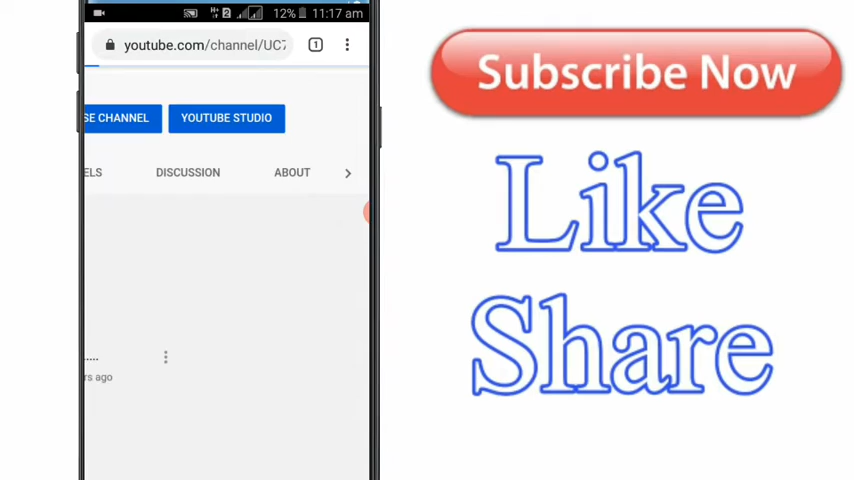 12% 11:17 am
youtube.com/channel/UC7
1
SE CHANNEL
YOUTUBE STUDIO
ELS
DISCUSSION
ABOUT
.....
rs ago
Subscribe Now
Like
Share